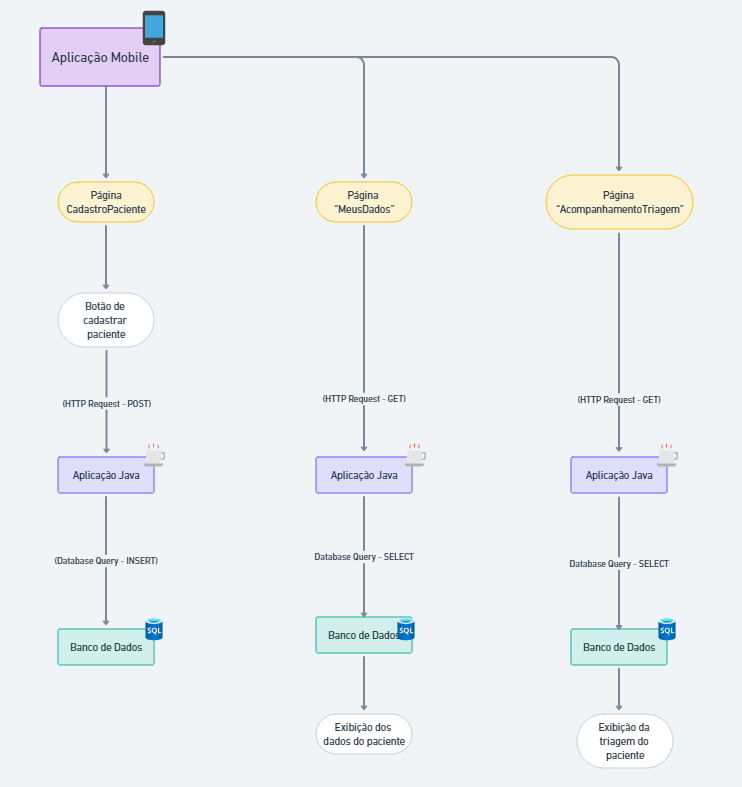 Aplicação Mobile
Página
CadastroPaciente
Página
"MeusDados"
Página
"AcompanhamentoTriagem"
Botão de
cadastrar
paciente
(HTTP Request - POST)
(HTTP Request - GET)
(HTTP Request - GET)
Aplicação Java
Aplicação Java
Aplicação Java
(Database Query - INSERT)
Database Query - SELECT
Database Query - SELECT
SQL
Banco de Dados
SQL
Banco de Dados
SQL
Banco de Dados
Exibição dos
dados do paciente
Exibição da
triagem do
paciente